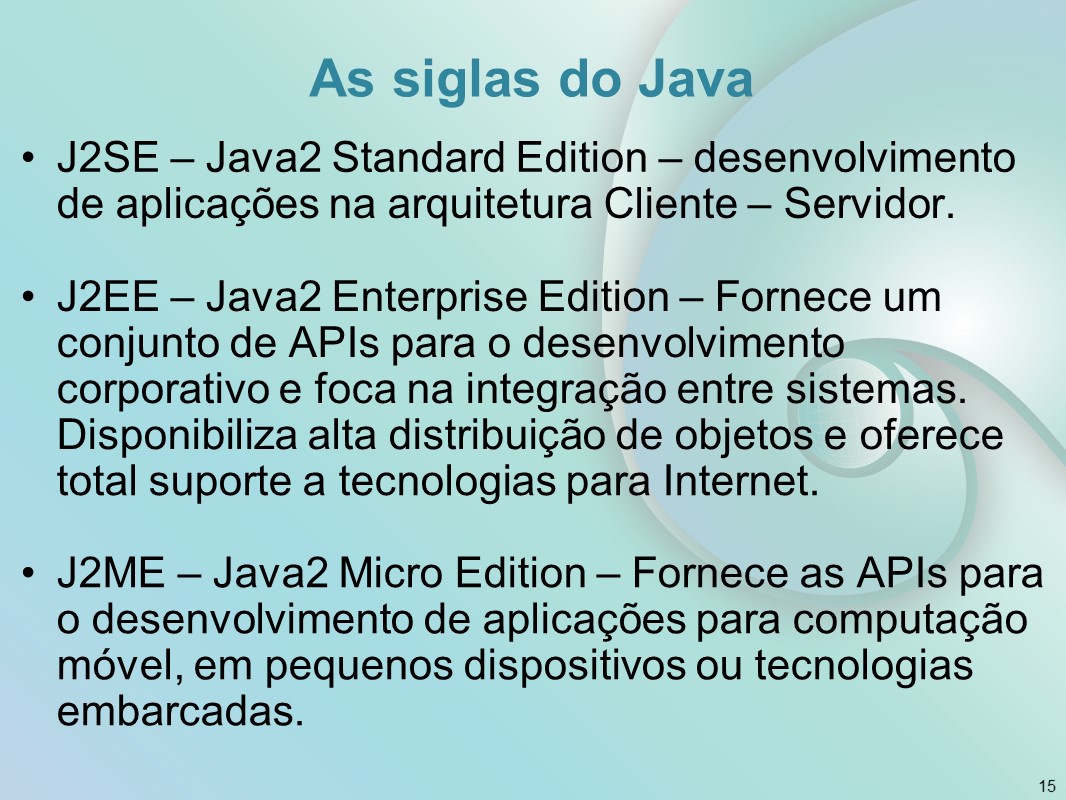 As siglas do Java
• J2SE – Java2 Standard Edition – desenvolvimento
de aplicações na arquitetura Cliente – Servidor.
• J2EE – Java2 Enterprise Edition – Fornece um
conjunto de APIs para o desenvolvimento
corporativo e foca na integração entre sistemas.
Disponibiliza alta distribuição de objetos e oferece
total suporte a tecnologias para Internet.
• J2ME – Java2 Micro Edition – Fornece as APIs para
o desenvolvimento de aplicações para computação
móvel, em pequenos dispositivos ou tecnologias
embarcadas.
15